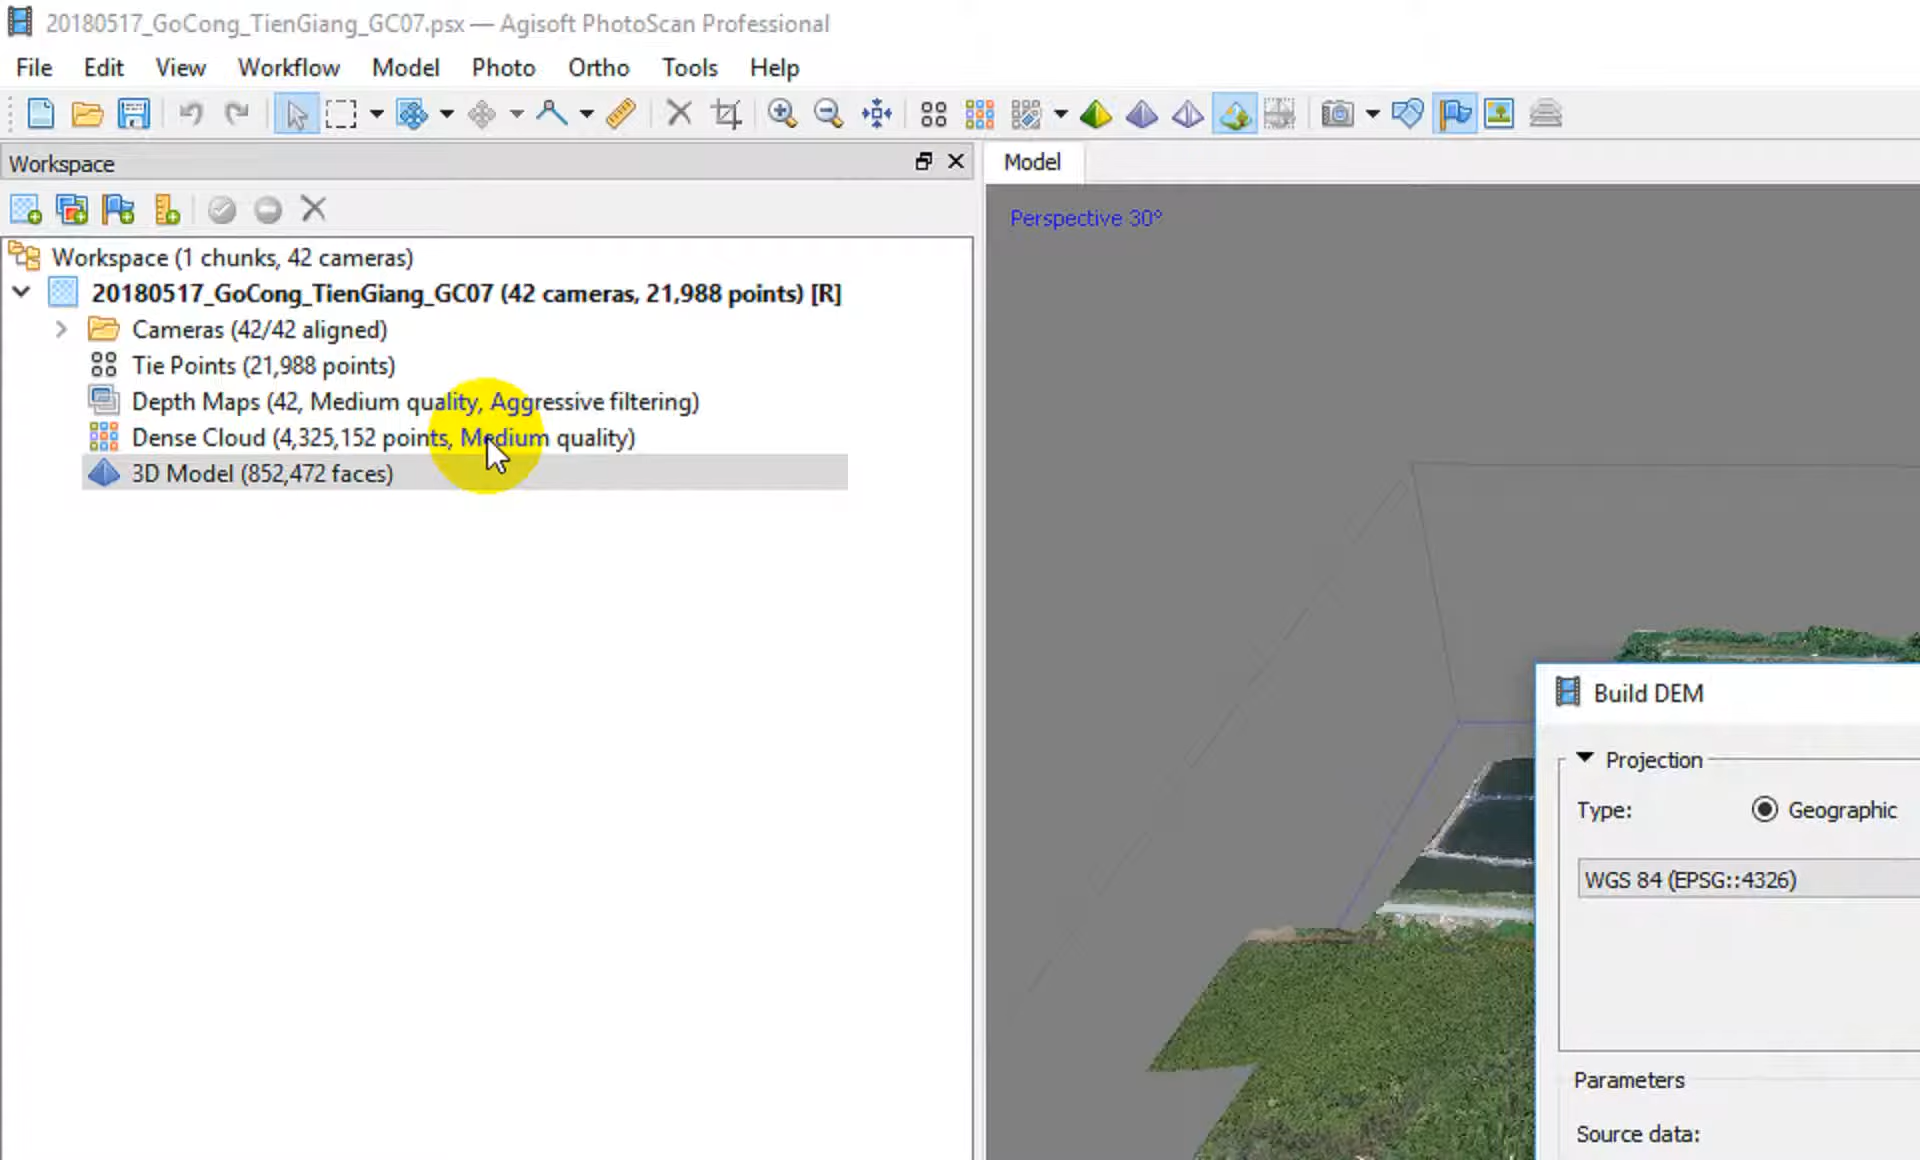 20180517_GoCong_TienGiang_GC07.psx — Agisoft PhotoScan Professional
File Edit View Workflow Model Photo Ortho Tools Help
Workspace
Model
Perspective 30°
Workspace (1 chunks, 42 cameras)
20180517_GoCong_TienGiang_GC07 (42 cameras, 21,988 points) [R]
Cameras (42/42 aligned)
Tie Points (21,988 points)
Depth Maps (42, Medium quality, Aggressive filtering)
Dense Cloud (4,325,152 points, Medium quality)
3D Model (852,472 faces)
Build DEM
Projection
Type:
Geographic
WGS 84 (EPSG::4326)
Parameters
Source data: